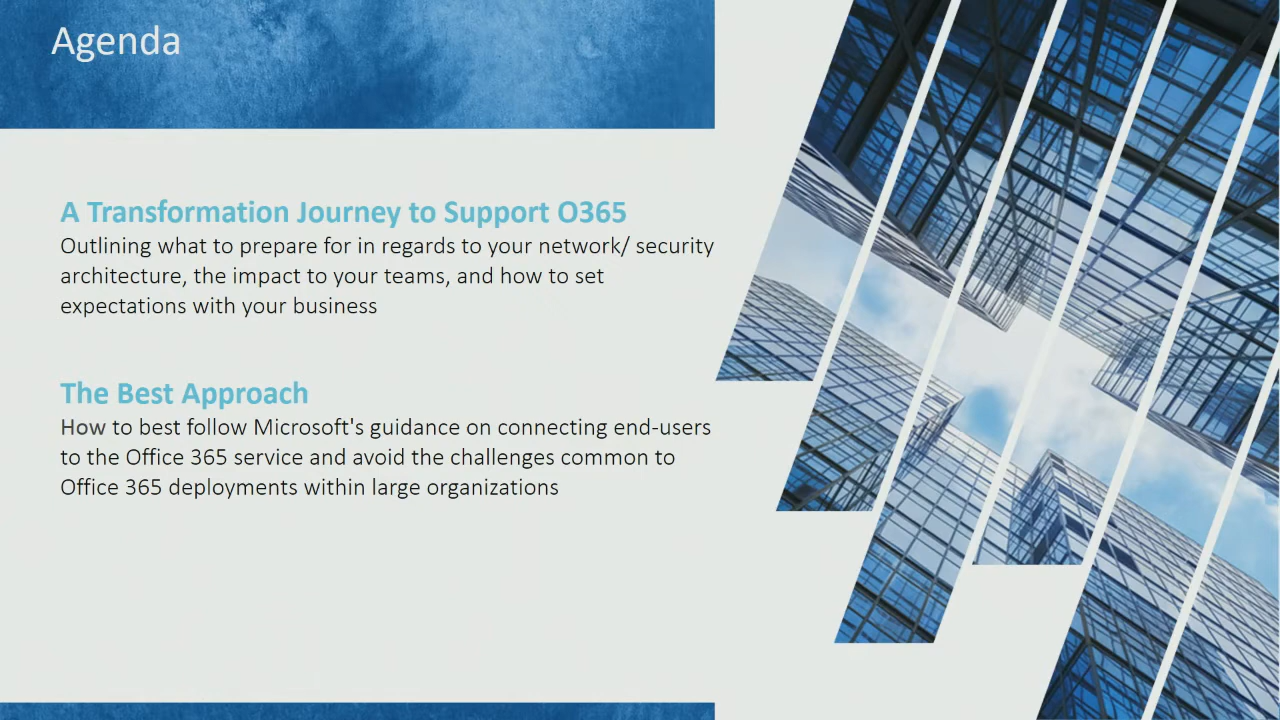 Agenda
A Transformation Journey to Support O365
Outlining what to prepare for in regards to your network/ security
architecture, the impact to your teams, and how to set
expectations with your business
The Best Approach
How to best follow Microsoft's guidance on connecting end-users
to the Office 365 service and avoid the challenges common to
Office 365 deployments within large organizations